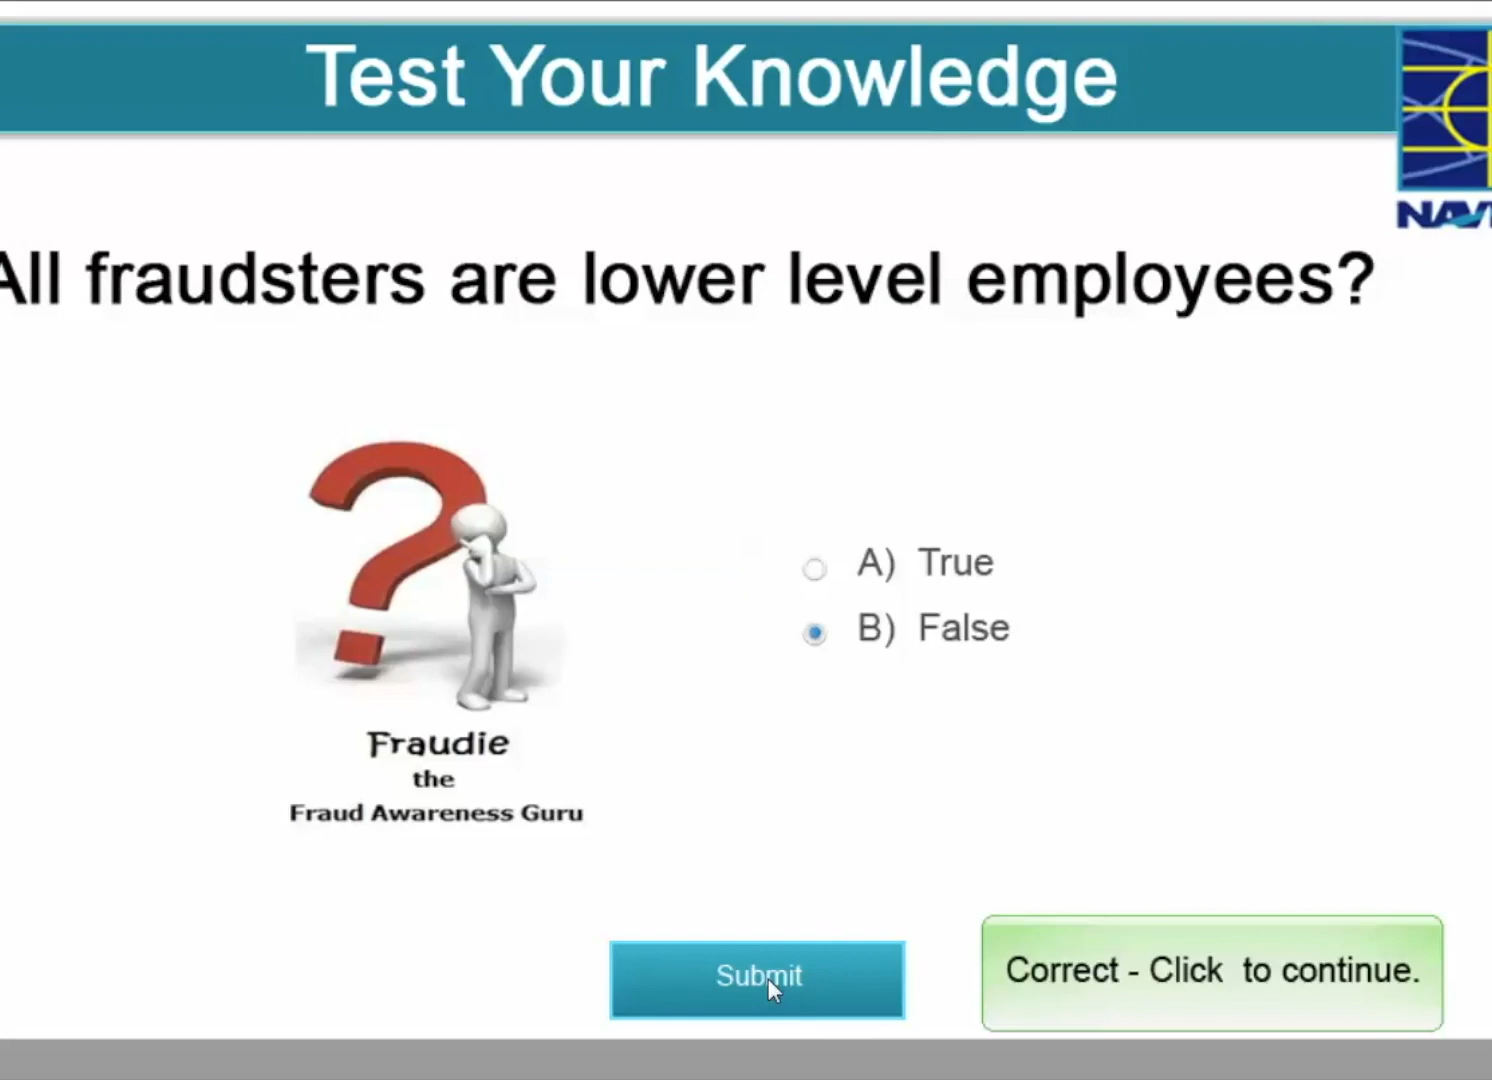 Test Your Knowledge
All fraudsters are lower level employees?
A) True
B) False
Fraudie
the
Fraud Awareness Guru
Submit
Correct - Click to continue.